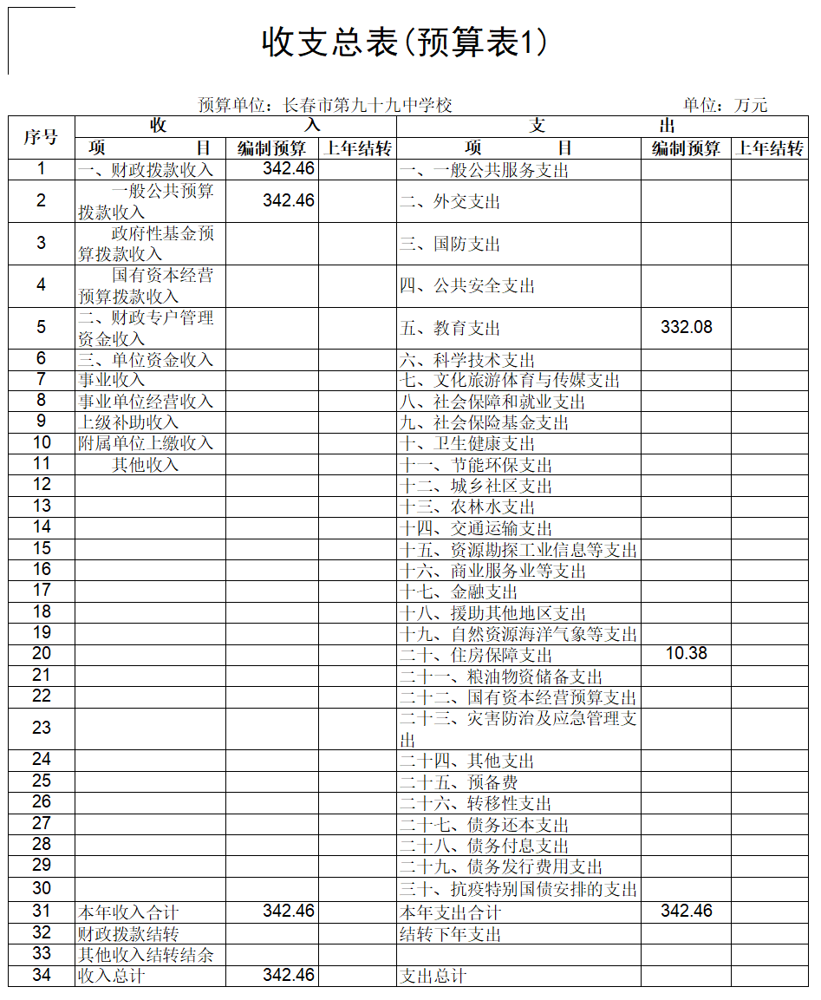 收支总表(预算表1)
预算单位：长春市第九十九中学校 单位：万元
序号 收 入 支 出
项 目 编制预算 上年结转 项 目 编制预算 上年结转
1 一、财政拨款收入 342.46 一、一般公共服务支出
2 一般公共预算
拨款收入 342.46 二、外交支出
3 政府性基金预
算拨款收入 三、国防支出
4 国有资本经营
预算拨款收入 四、公共安全支出
5 二、财政专户管理
资金收入 五、教育支出 332.08
6 三、单位资金收入 六、科学技术支出
7 事业收入 七、文化旅游体育与传媒支出
8 事业单位经营收入 八、社会保障和就业支出
9 上级补助收入 九、社会保险基金支出
10 附属单位上缴收入 十、卫生健康支出
11 其他收入 十一、节能环保支出
12 十二、城乡社区支出
13 十三、农林水支出
14 十四、交通运输支出
15 十五、资源勘探工业信息等支出
16 十六、商业服务业等支出
17 十七、金融支出
18 十八、援助其他地区支出
19 十九、自然资源海洋气象等支出
20 二十、住房保障支出 10.38
21 二十一、粮油物资储备支出
22 二十二、国有资本经营预算支出
23 二十三、灾害防治及应急管理支
出
24 二十四、其他支出
25 二十五、预备费
26 二十六、转移性支出
27 二十七、债务还本支出
28 二十八、债务付息支出
29 二十九、债务发行费用支出
30 三十、抗疫特别国债安排的支出
31 本年收入合计 342.46 本年支出合计 342.46
32 财政拨款结转 结转下年支出
33 其他收入结转结余
34 收入总计 342.46 支出总计